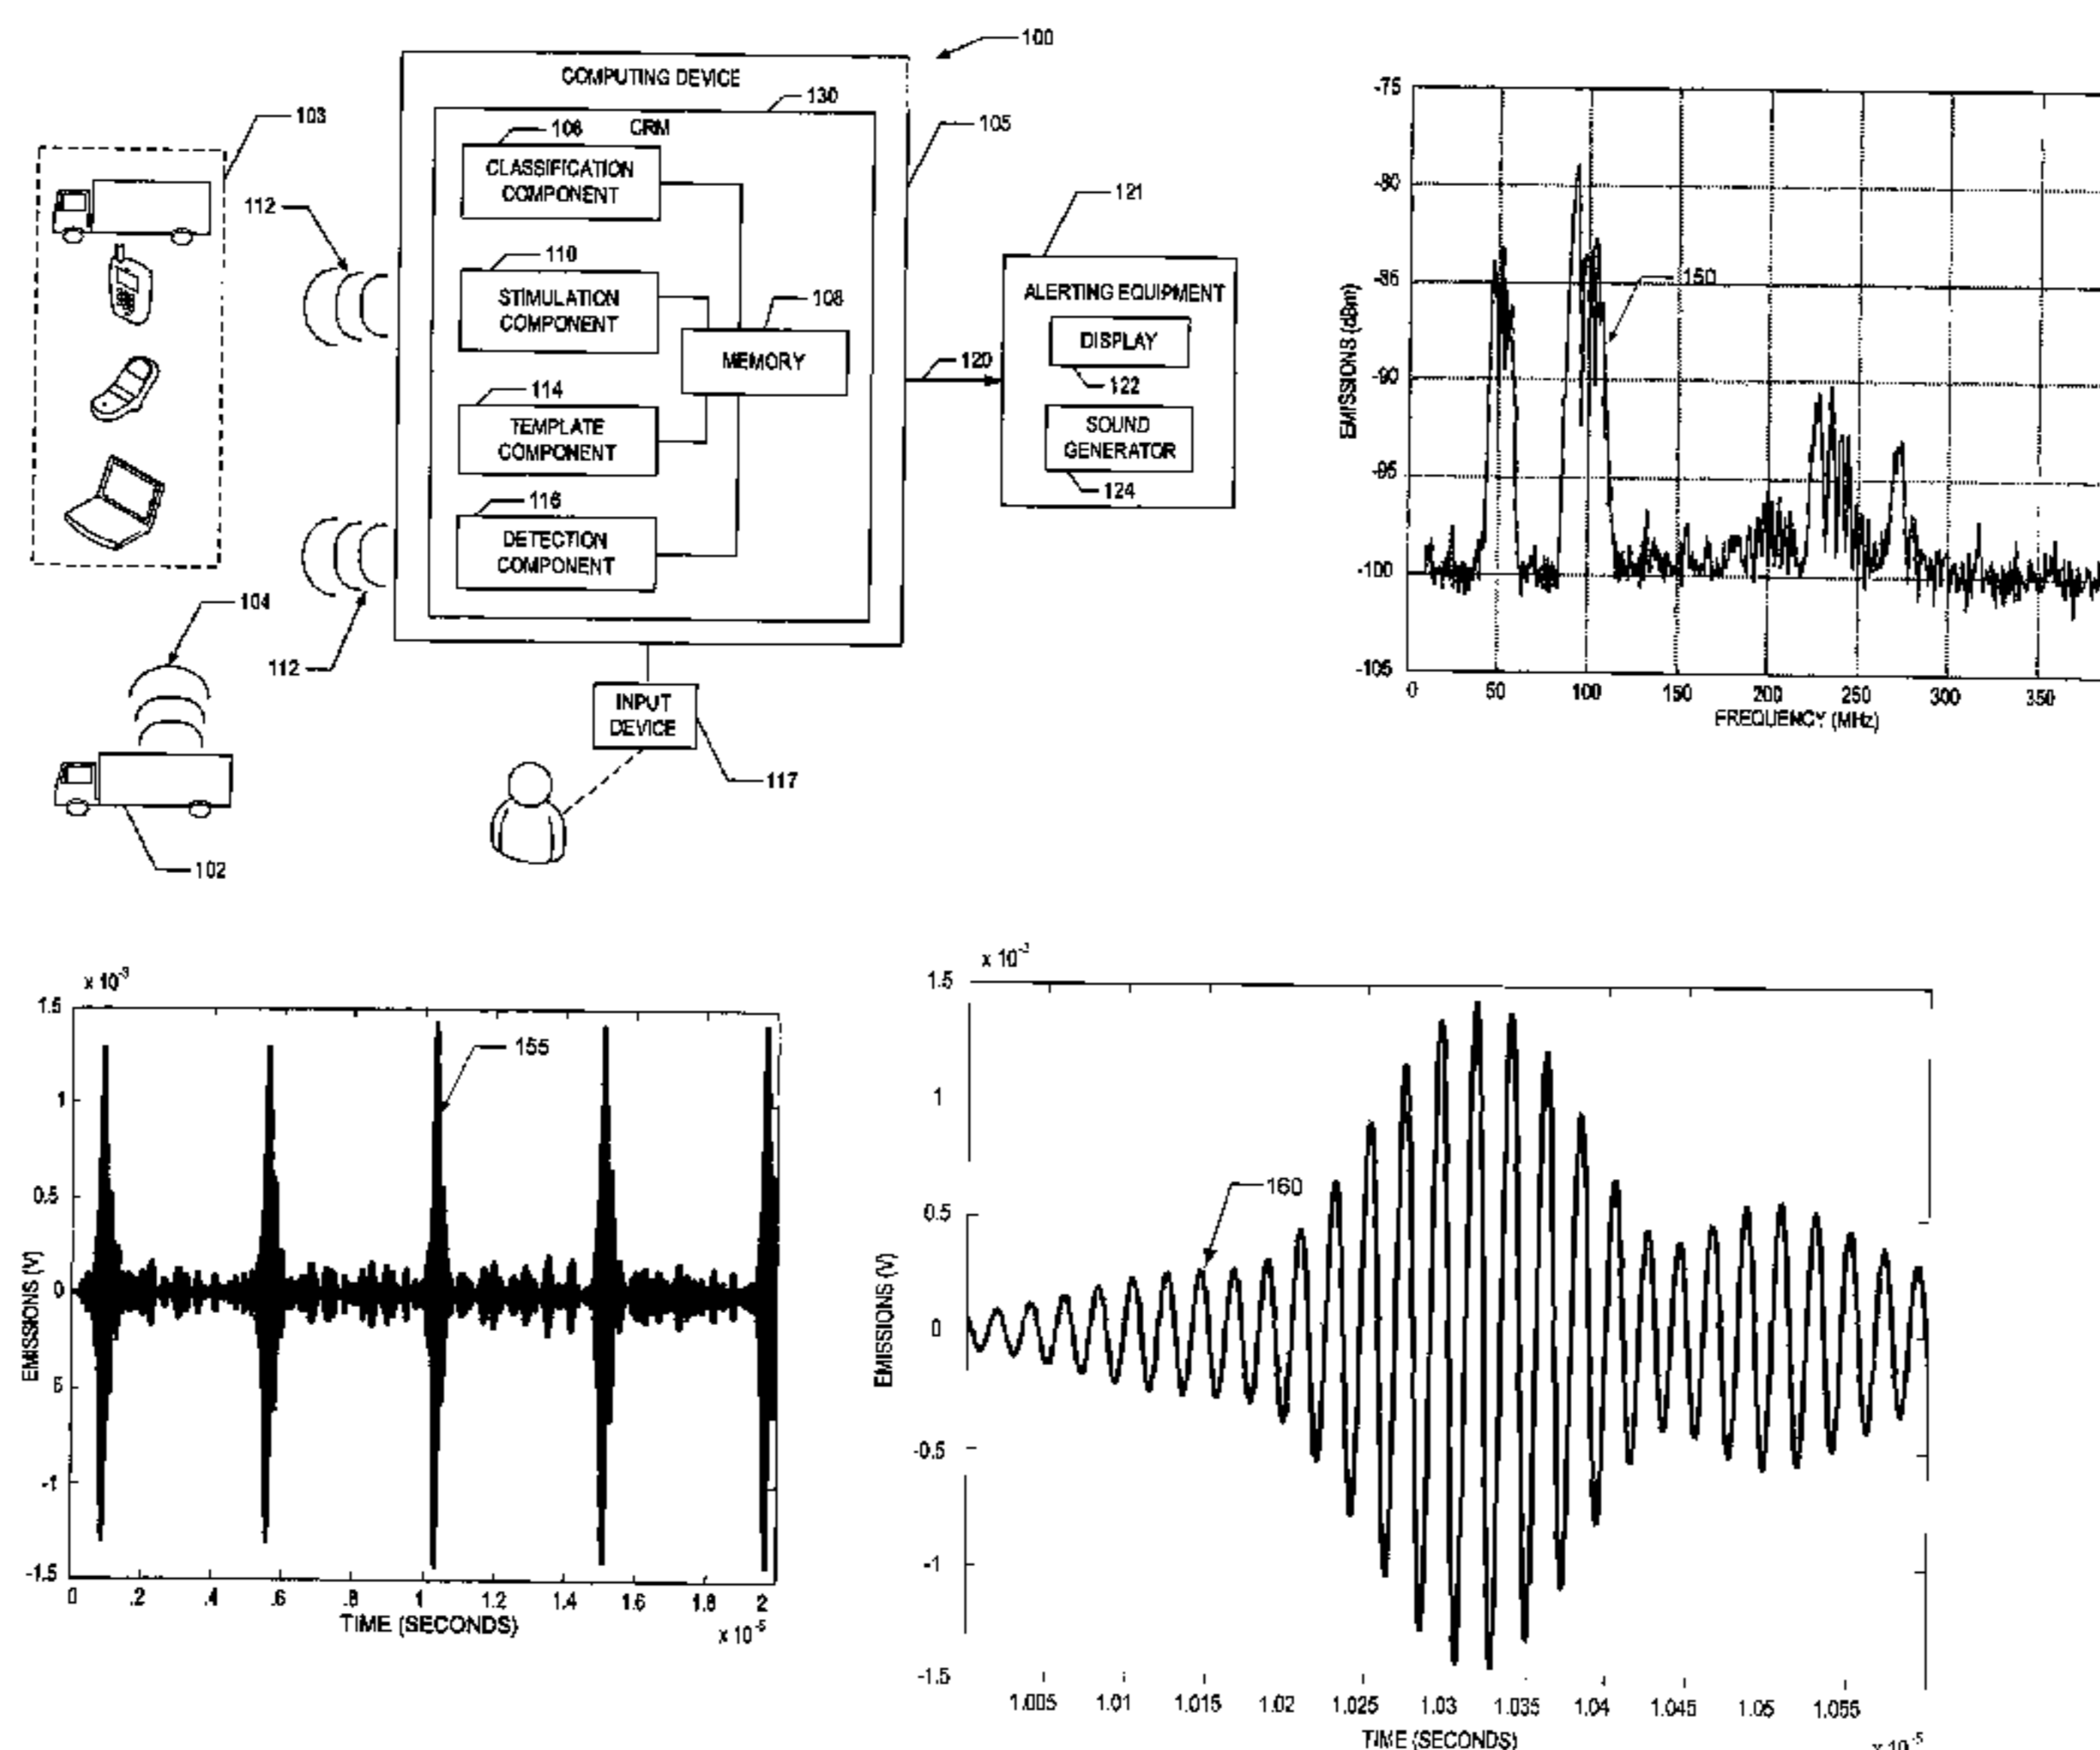 100
COMPUTING DEVICE
130
CRM
103
106
105
CLASSIFICATION
COMPONENT
112
110
STIMULATION
COMPONENT
108
MEMORY
114
TEMPLATE
COMPONENT
116
DETECTION
COMPONENT
121
ALERTING EQUIPMENT
DISPLAY
120
122
SOUND
GENERATOR
124
104
112
INPUT
DEVICE
117
102
-75
-80
-85
-90
-95
-100
-105
EMISSIONS (dBm)
150
0 50 100 150 200 250 300 350
FREQUENCY (MHz)
x 10-3
1.5
1
0.5
0
5
-1
-1.5
EMISSIONS (V)
155
0 .2 .4 .6 .8 1 1.2 1.4 1.6 1.8 2
TIME (SECONDS)
x 10-5
1.5
1
0.5
0
-0.5
-1
-1.5
EMISSIONS (V)
160
1.005 1.01 1.015 1.02 1.025 1.03 1.035 1.04 1.045 1.05 1.055
TIME (SECONDS)